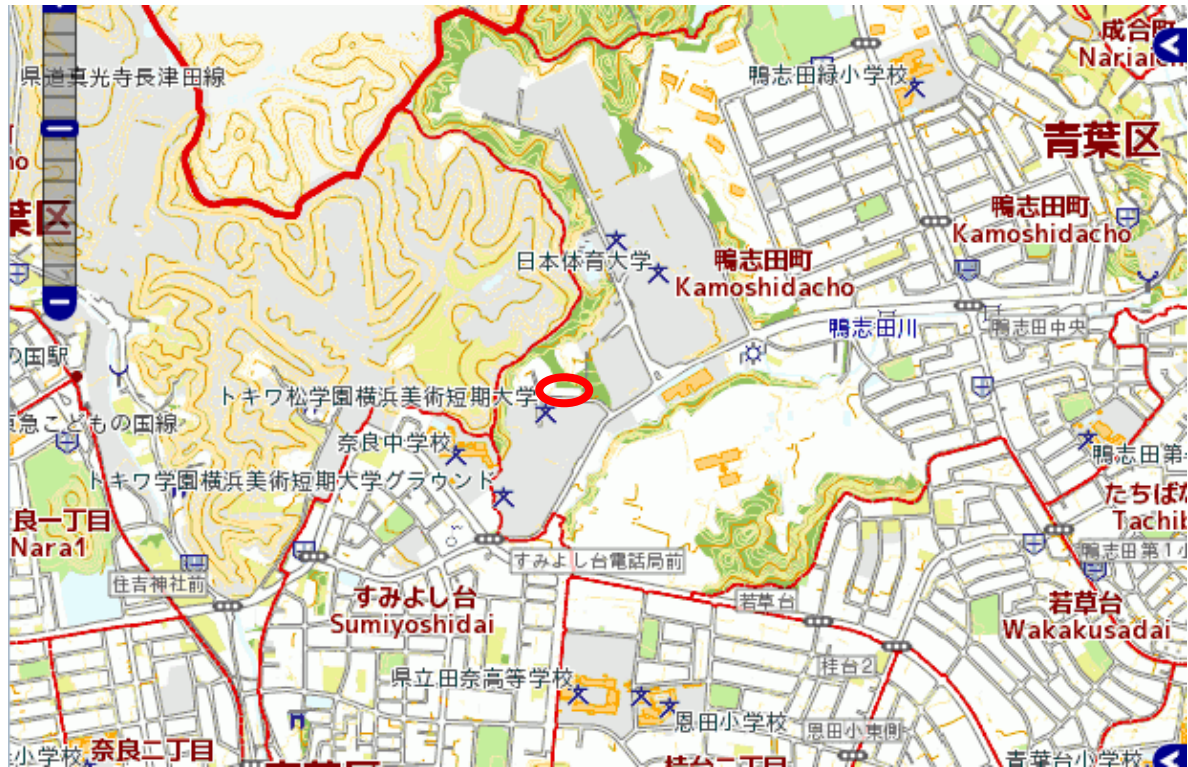 成合町
県道真光寺長津田線
鴨志田緑小学校
青葉区
鴨志田町
Kamoshidacho
葉区
日本体育大学
鴨志田町
Kamoshidacho
鴨志田川
鴨志田中央
の国駅
トキワ松学園横浜美術短期大学
急こどもの国線
奈良中学校
鴨志田第
トキワ学園横浜美術短期大学グラウンド
たちばな
Tachib
良一丁目
Nara1
すみよし台電話局前
鴨志田第1小
住吉神社前
すみよし台
Sumiyoshidai
若草台
若草台
Wakakusadai
桂台2
県立田奈高等学校
恩田小学校
恩田小東側
小学校
奈良二丁目
桂台二丁目
青葉台小学校